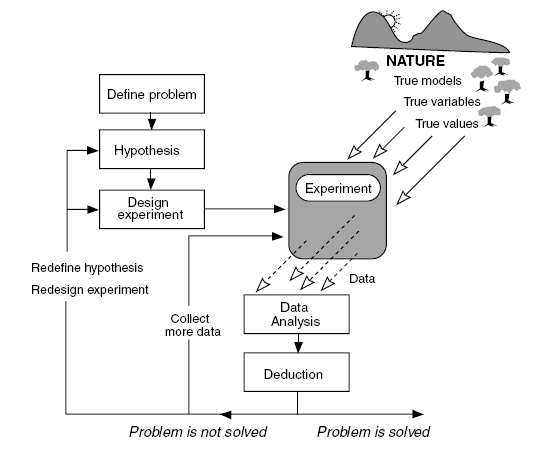 NATURE
True models
True variables
True values
Define problem
Hypothesis
Design
experiment
Experiment
Redefine hypothesis
Redesign experiment
Data
Collect
more data
Data
Analysis
Deduction
Problem is not solved
Problem is solved